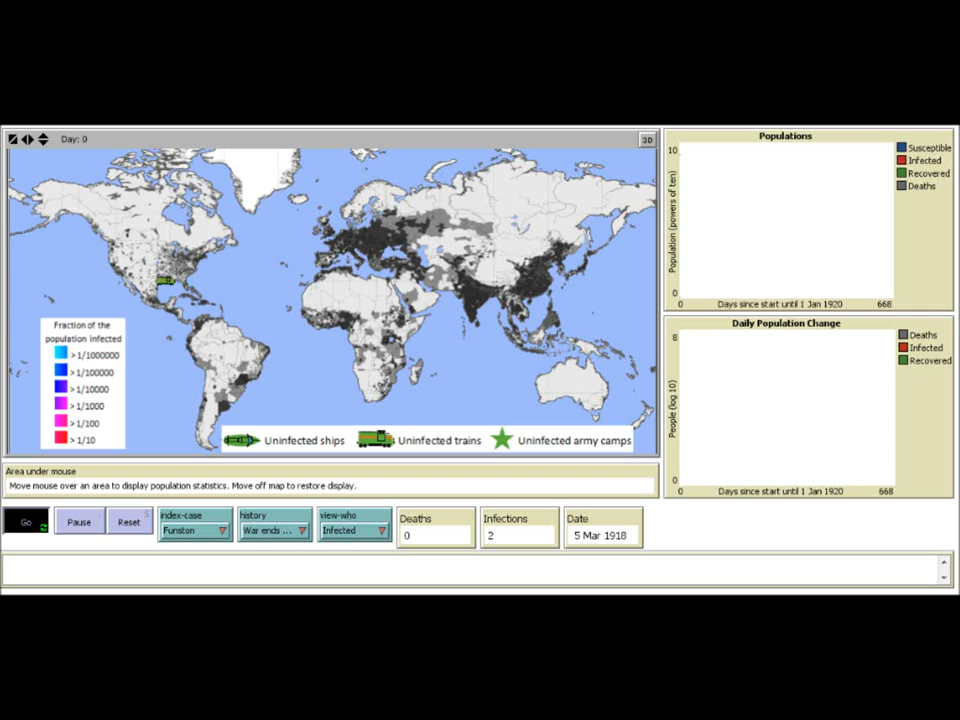 Day: 0
3D
Fraction of the
population infected
> 1/1000000
> 1/100000
> 1/10000
> 1/1000
> 1/100
> 1/10
Uninfected ships Uninfected trains Uninfected army camps
Populations
10
Population (powers of ten)
0
0 Days since start until 1 Jan 1920 668
Susceptible
Infected
Recovered
Deaths
Daily Population Change
8
People (log 10)
0
0 Days since start until 1 Jan 1920 668
Deaths
Infected
Recovered
Area under mouse
Move mouse over an area to display population statistics. Move off map to restore display.
Go
Pause
Reset
S
index-case
Funston
history
War ends ...
view-who
Infected
Deaths
0
Infections
2
Date
5 Mar 1918